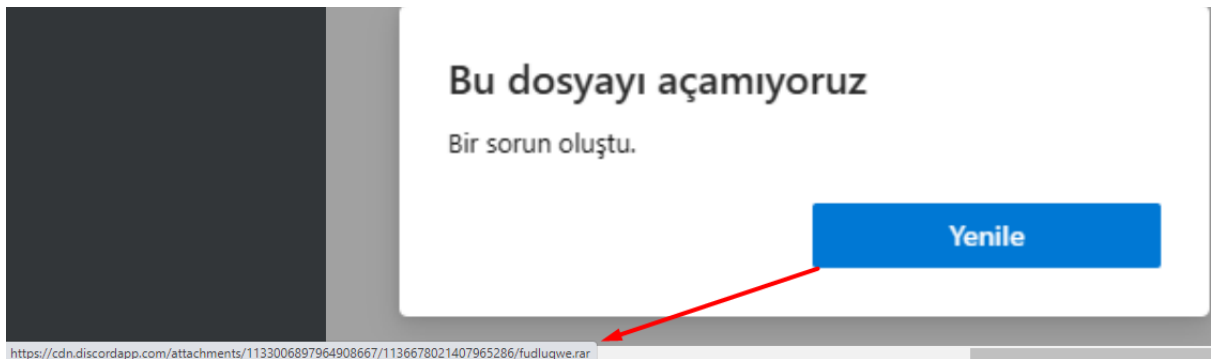 Bu dosyayı açamıyoruz
Bir sorun oluştu.
Yenile
https://cdn.discordapp.com/attachments/1133006897964908667/1136678021407965286/fudluqwe.rar